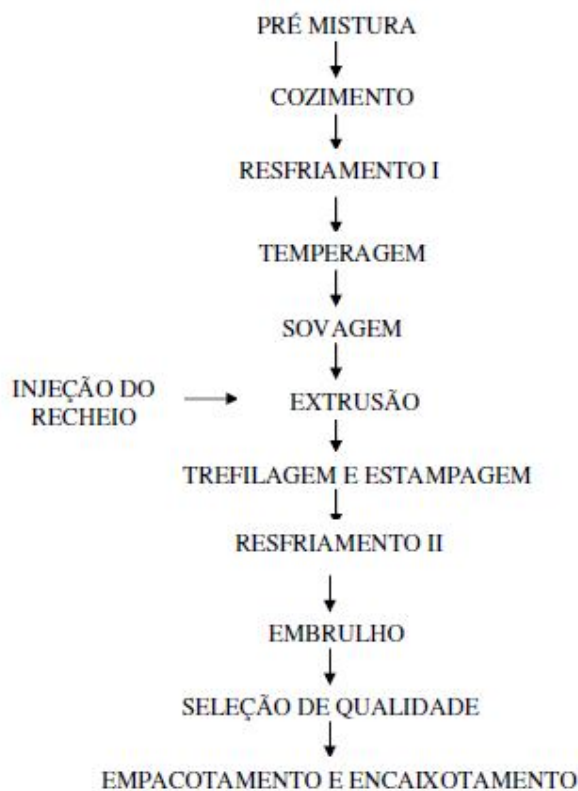 PRÉ MISTURA
COZIMENTO
RESFRIAMENTO I
TEMPERAGEM
SOVAGEM
INJEÇÃO DO
RECHEIO
EXTRUSÃO
TREFILAGEM E ESTAMPAGEM
RESFRIAMENTO II
EMBRULHO
SELEÇÃO DE QUALIDADE
EMPACOTAMENTO E ENCAIXOTAMENTO